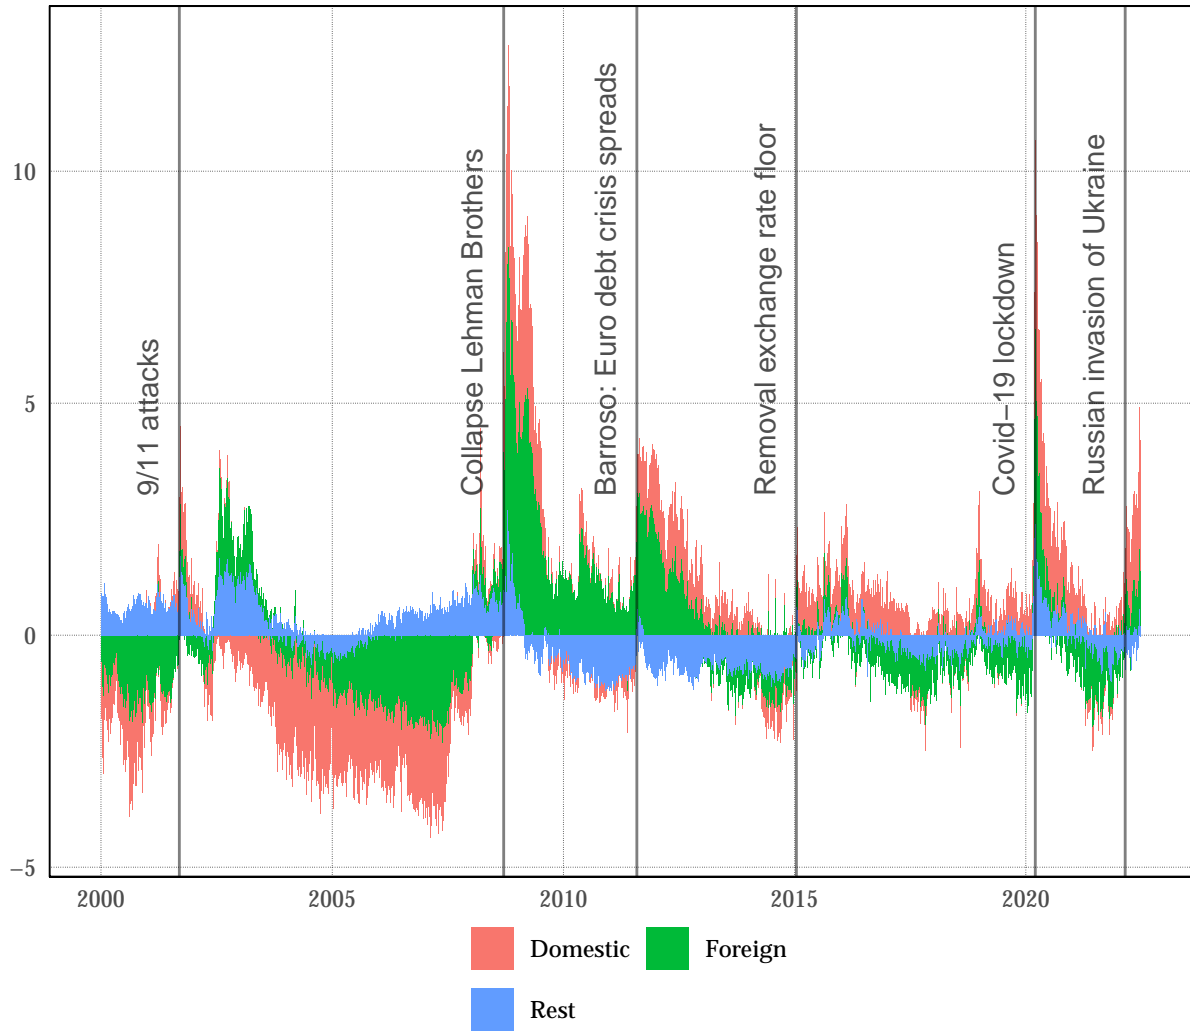 10
5
0
−5
9/11 attacks
Collapse Lehman Brothers
Barroso: Euro debt crisis spreads
Removal exchange rate floor
Covid−19 lockdown
Russian invasion of Ukraine
2000 2005 2010 2015 2020
Domestic Foreign
Rest